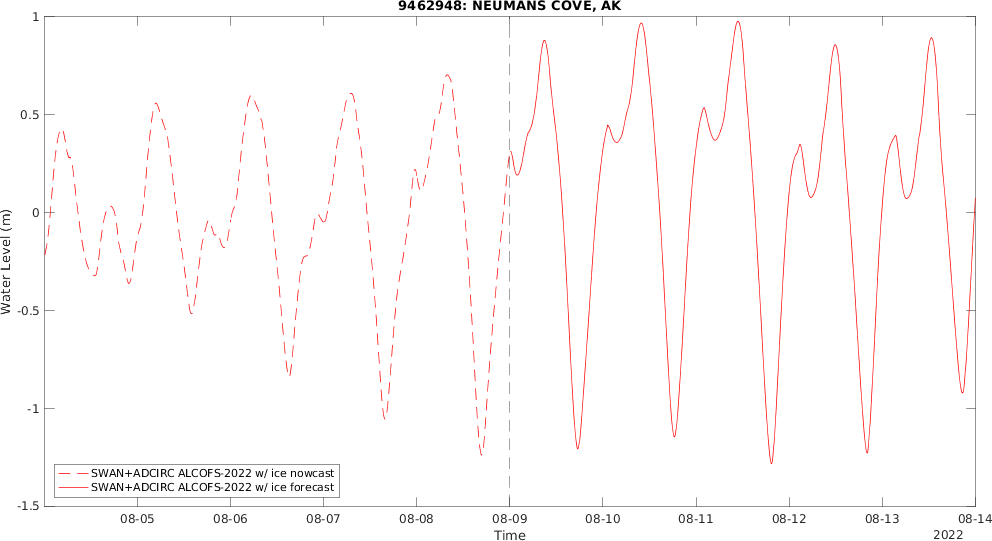 9462948: NEUMANS COVE, AK
Water Level (m)
1
0.5
0
-0.5
-1
-1.5
SWAN+ADCIRC ALCOFS-2022 w/ ice nowcast
SWAN+ADCIRC ALCOFS-2022 w/ ice forecast
08-05 08-06 08-07 08-08 08-09 08-10 08-11 08-12 08-13 08-14
Time
2022